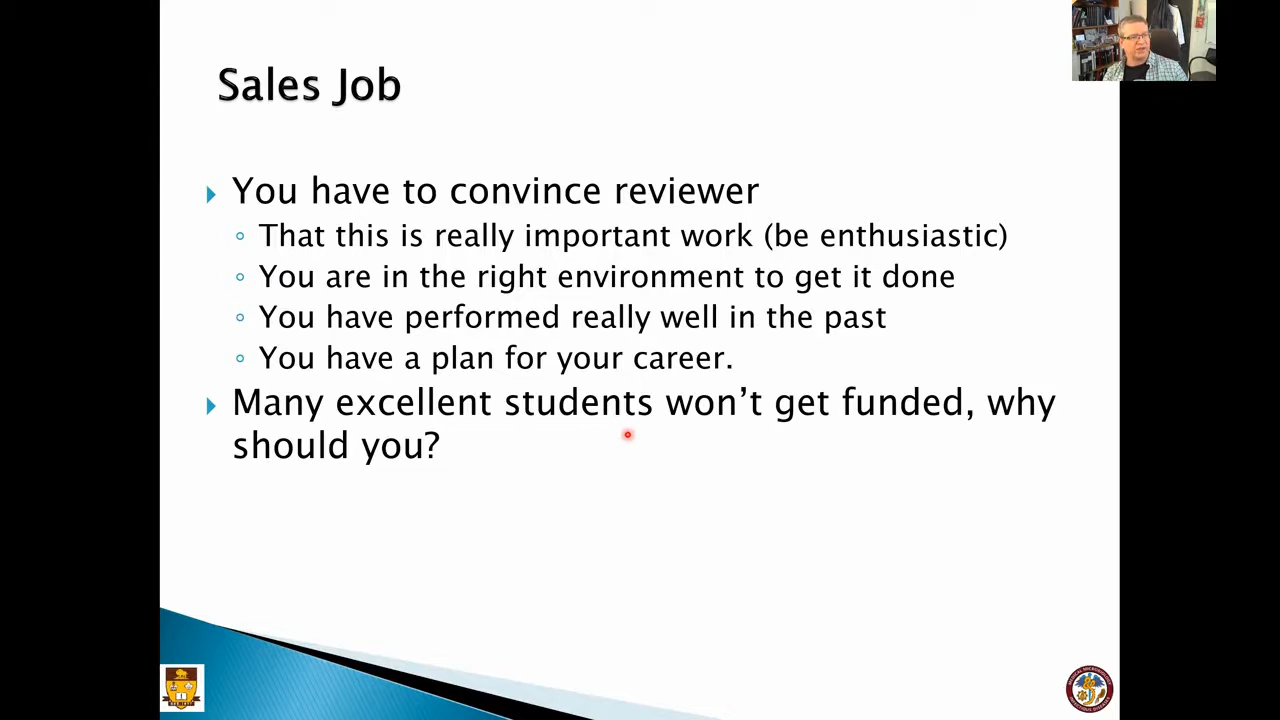 Sales Job
You have to convince reviewer
That this is really important work (be enthusiastic)
You are in the right environment to get it done
You have performed really well in the past
You have a plan for your career.
Many excellent students won’t get funded, why
should you?